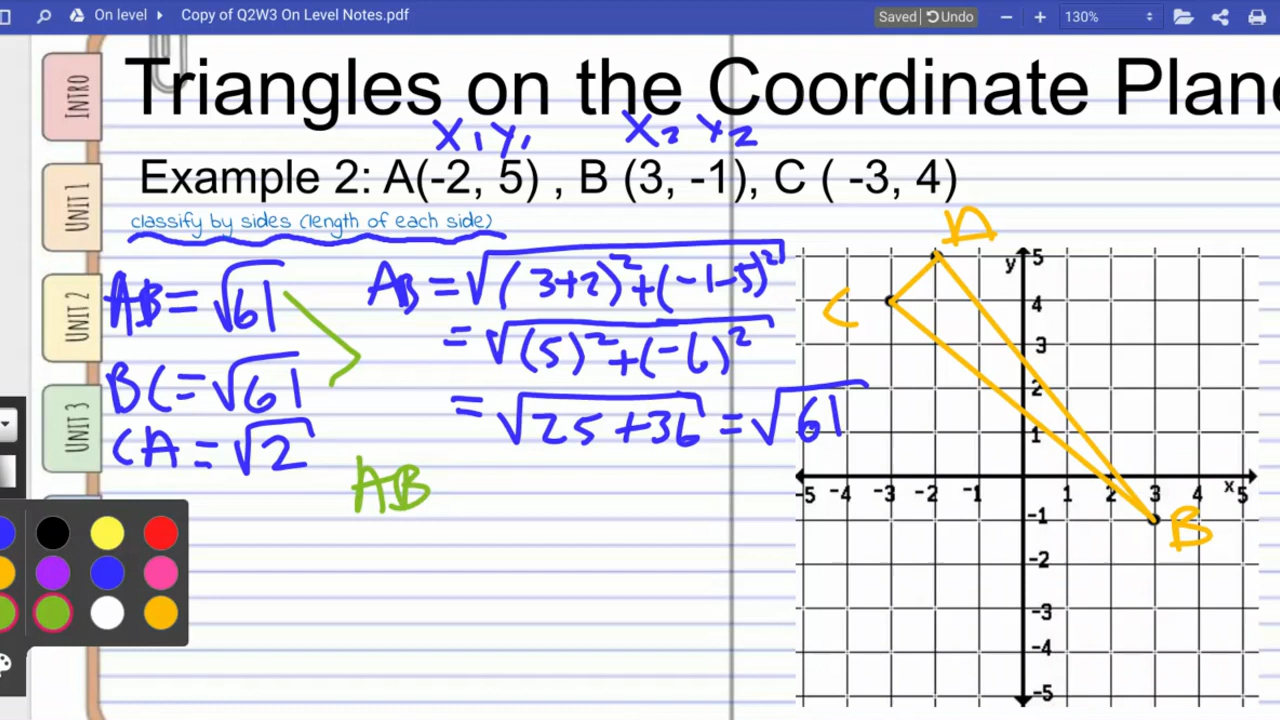 On level Copy of Q2W3 On Level Notes.pdf Saved Undo 130%
INTRO
UNIT 1
UNIT 2
UNIT 3
Triangles on the Coordinate Plan
X₁ Y₁ X₂ Y₂
Example 2: A(-2, 5) , B (3, -1), C ( -3, 4)
classify by sides (length of each side)
AB = √61
BC = √61
CA = √2
AB = √(3+2)²+(-1-5)²
= √(5)²+(-6)²
= √25+36 = √61
AB
A
C
B
y
5
4
3
2
1
-5 -4 -3 -2 -1 1 2 3 4 x 5
-1
-2
-3
-4
-5